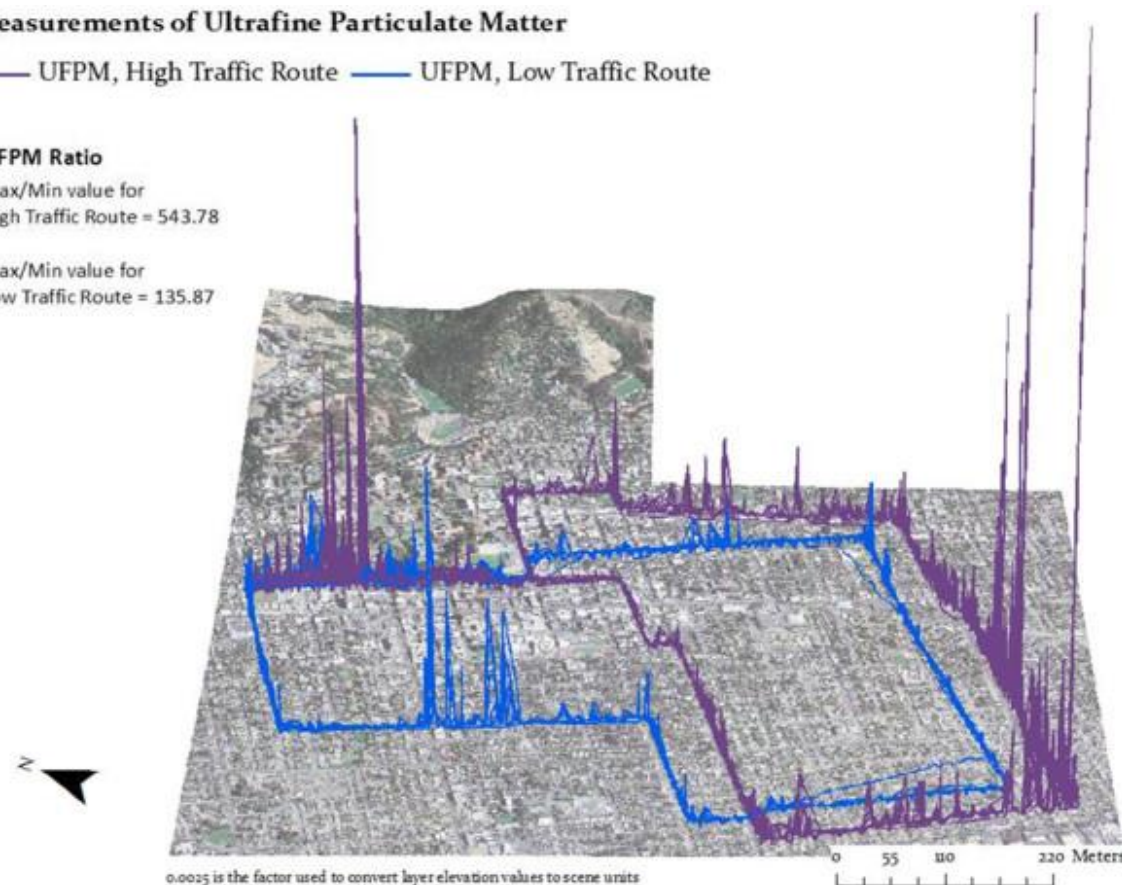 easurements of Ultrafine Particulate Matter
UFPM, High Traffic Route UFPM, Low Traffic Route
FPM Ratio
ax/Min value for
gh Traffic Route = 543.78
ax/Min value for
ow Traffic Route = 135.87
N
0 55 110 220 Meters
0.0025 is the factor used to convert layer elevation values to scene units